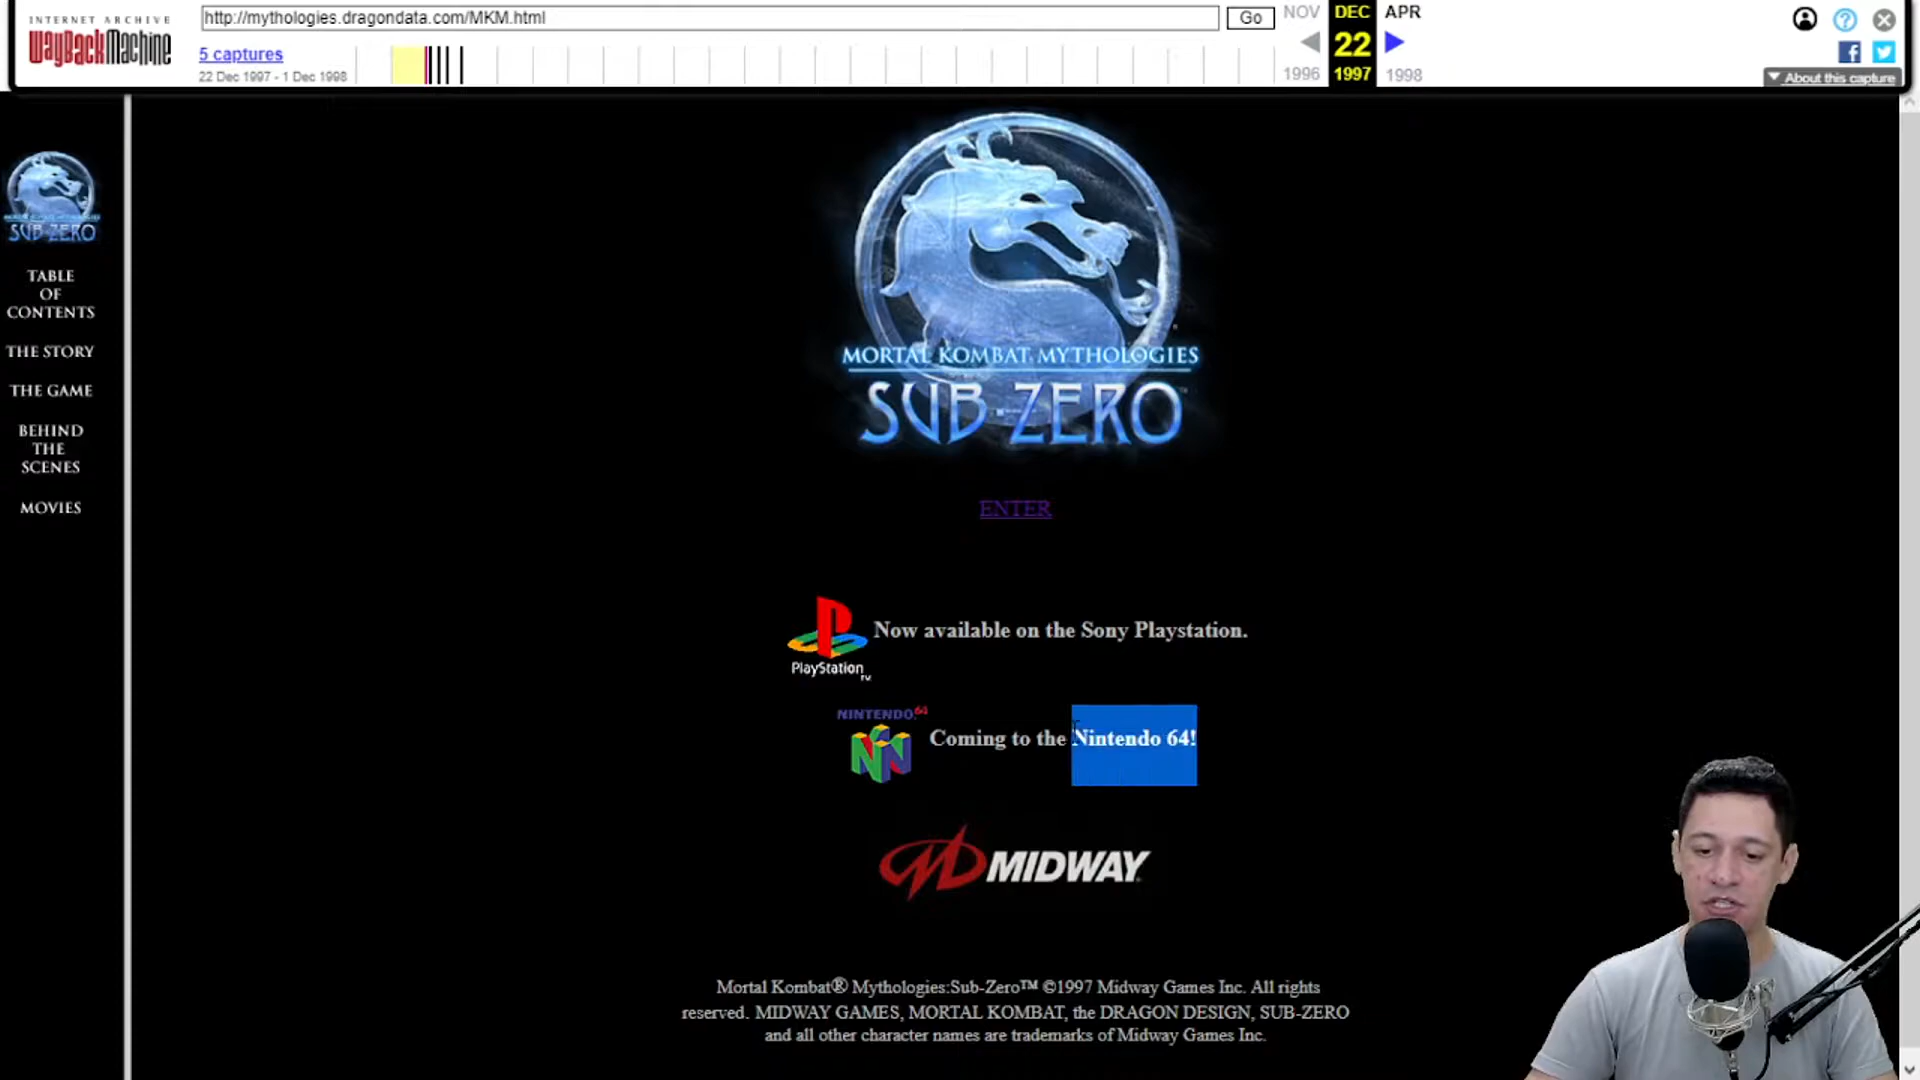 INTERNET ARCHIVE
WayBackMachine
http://mythologies.dragondata.com/MKM.html
Go
NOV
DEC
APR
5 captures
22
22 Dec 1997 - 1 Dec 1998
1996
1997
1998
About this capture
SUB-ZERO
TABLE
OF
CONTENTS
THE STORY
THE GAME
BEHIND
THE
SCENES
MOVIES
MORTAL KOMBAT MYTHOLOGIES
SUB-ZERO™
ENTER
PlayStation TM
Now available on the Sony Playstation.
NINTENDO 64
Coming to the Nintendo 64!
MIDWAY
Mortal Kombat® Mythologies:Sub-Zero™ ©1997 Midway Games Inc. All rights
reserved. MIDWAY GAMES, MORTAL KOMBAT, the DRAGON DESIGN, SUB-ZERO
and all other character names are trademarks of Midway Games Inc.